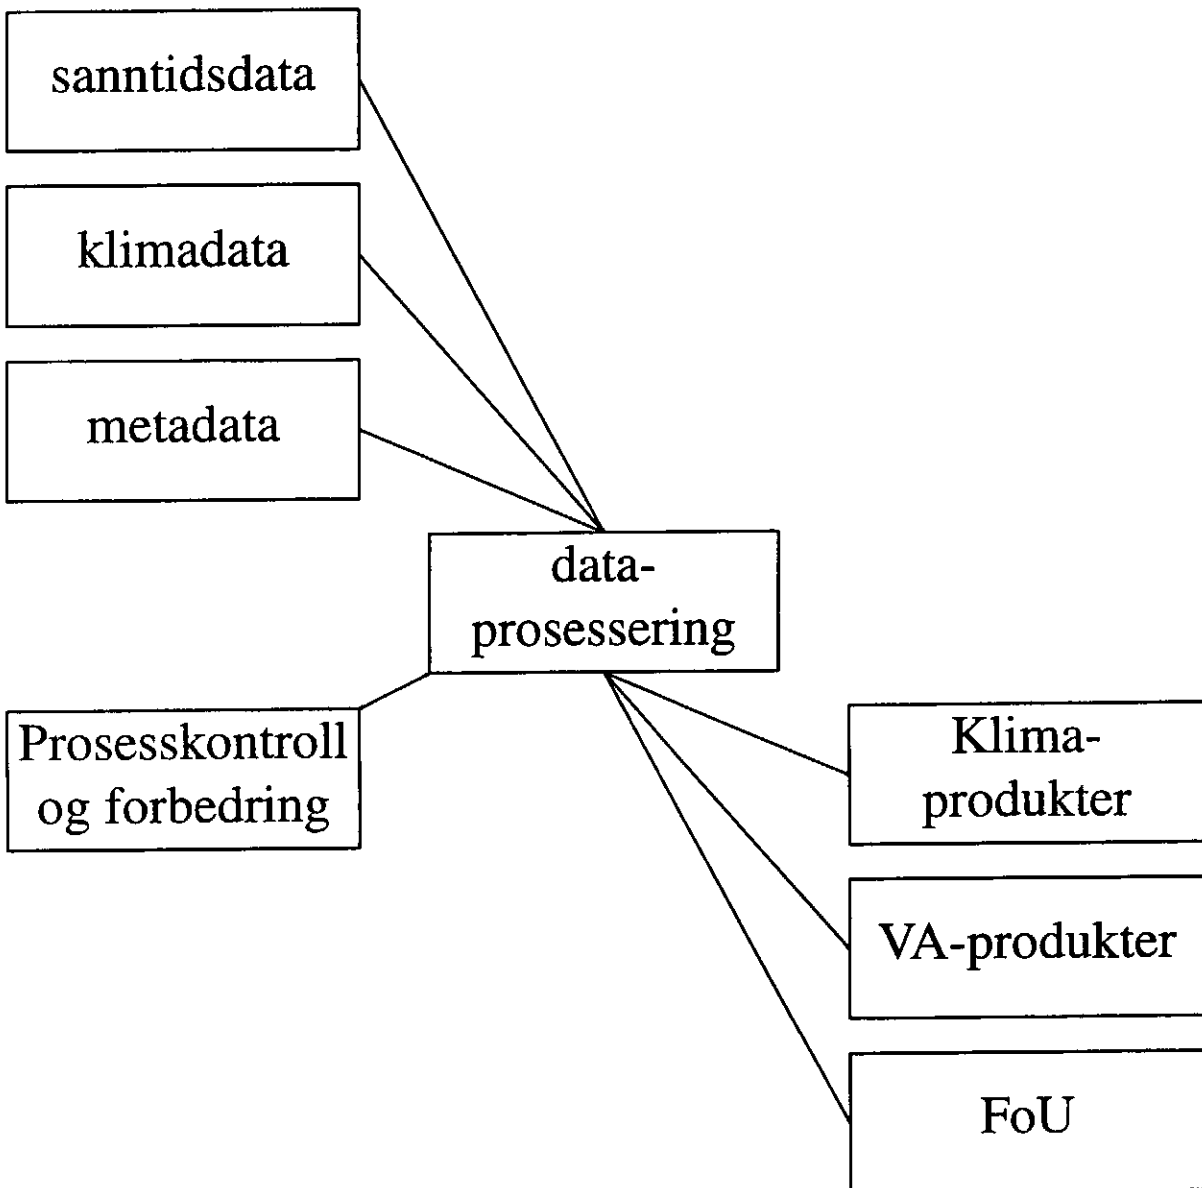 sanntidsdata
klimadata
metadata
data-
prosessering
Prosesskontroll
og forbedring
Klima-
produkter
VA-produkter
FoU